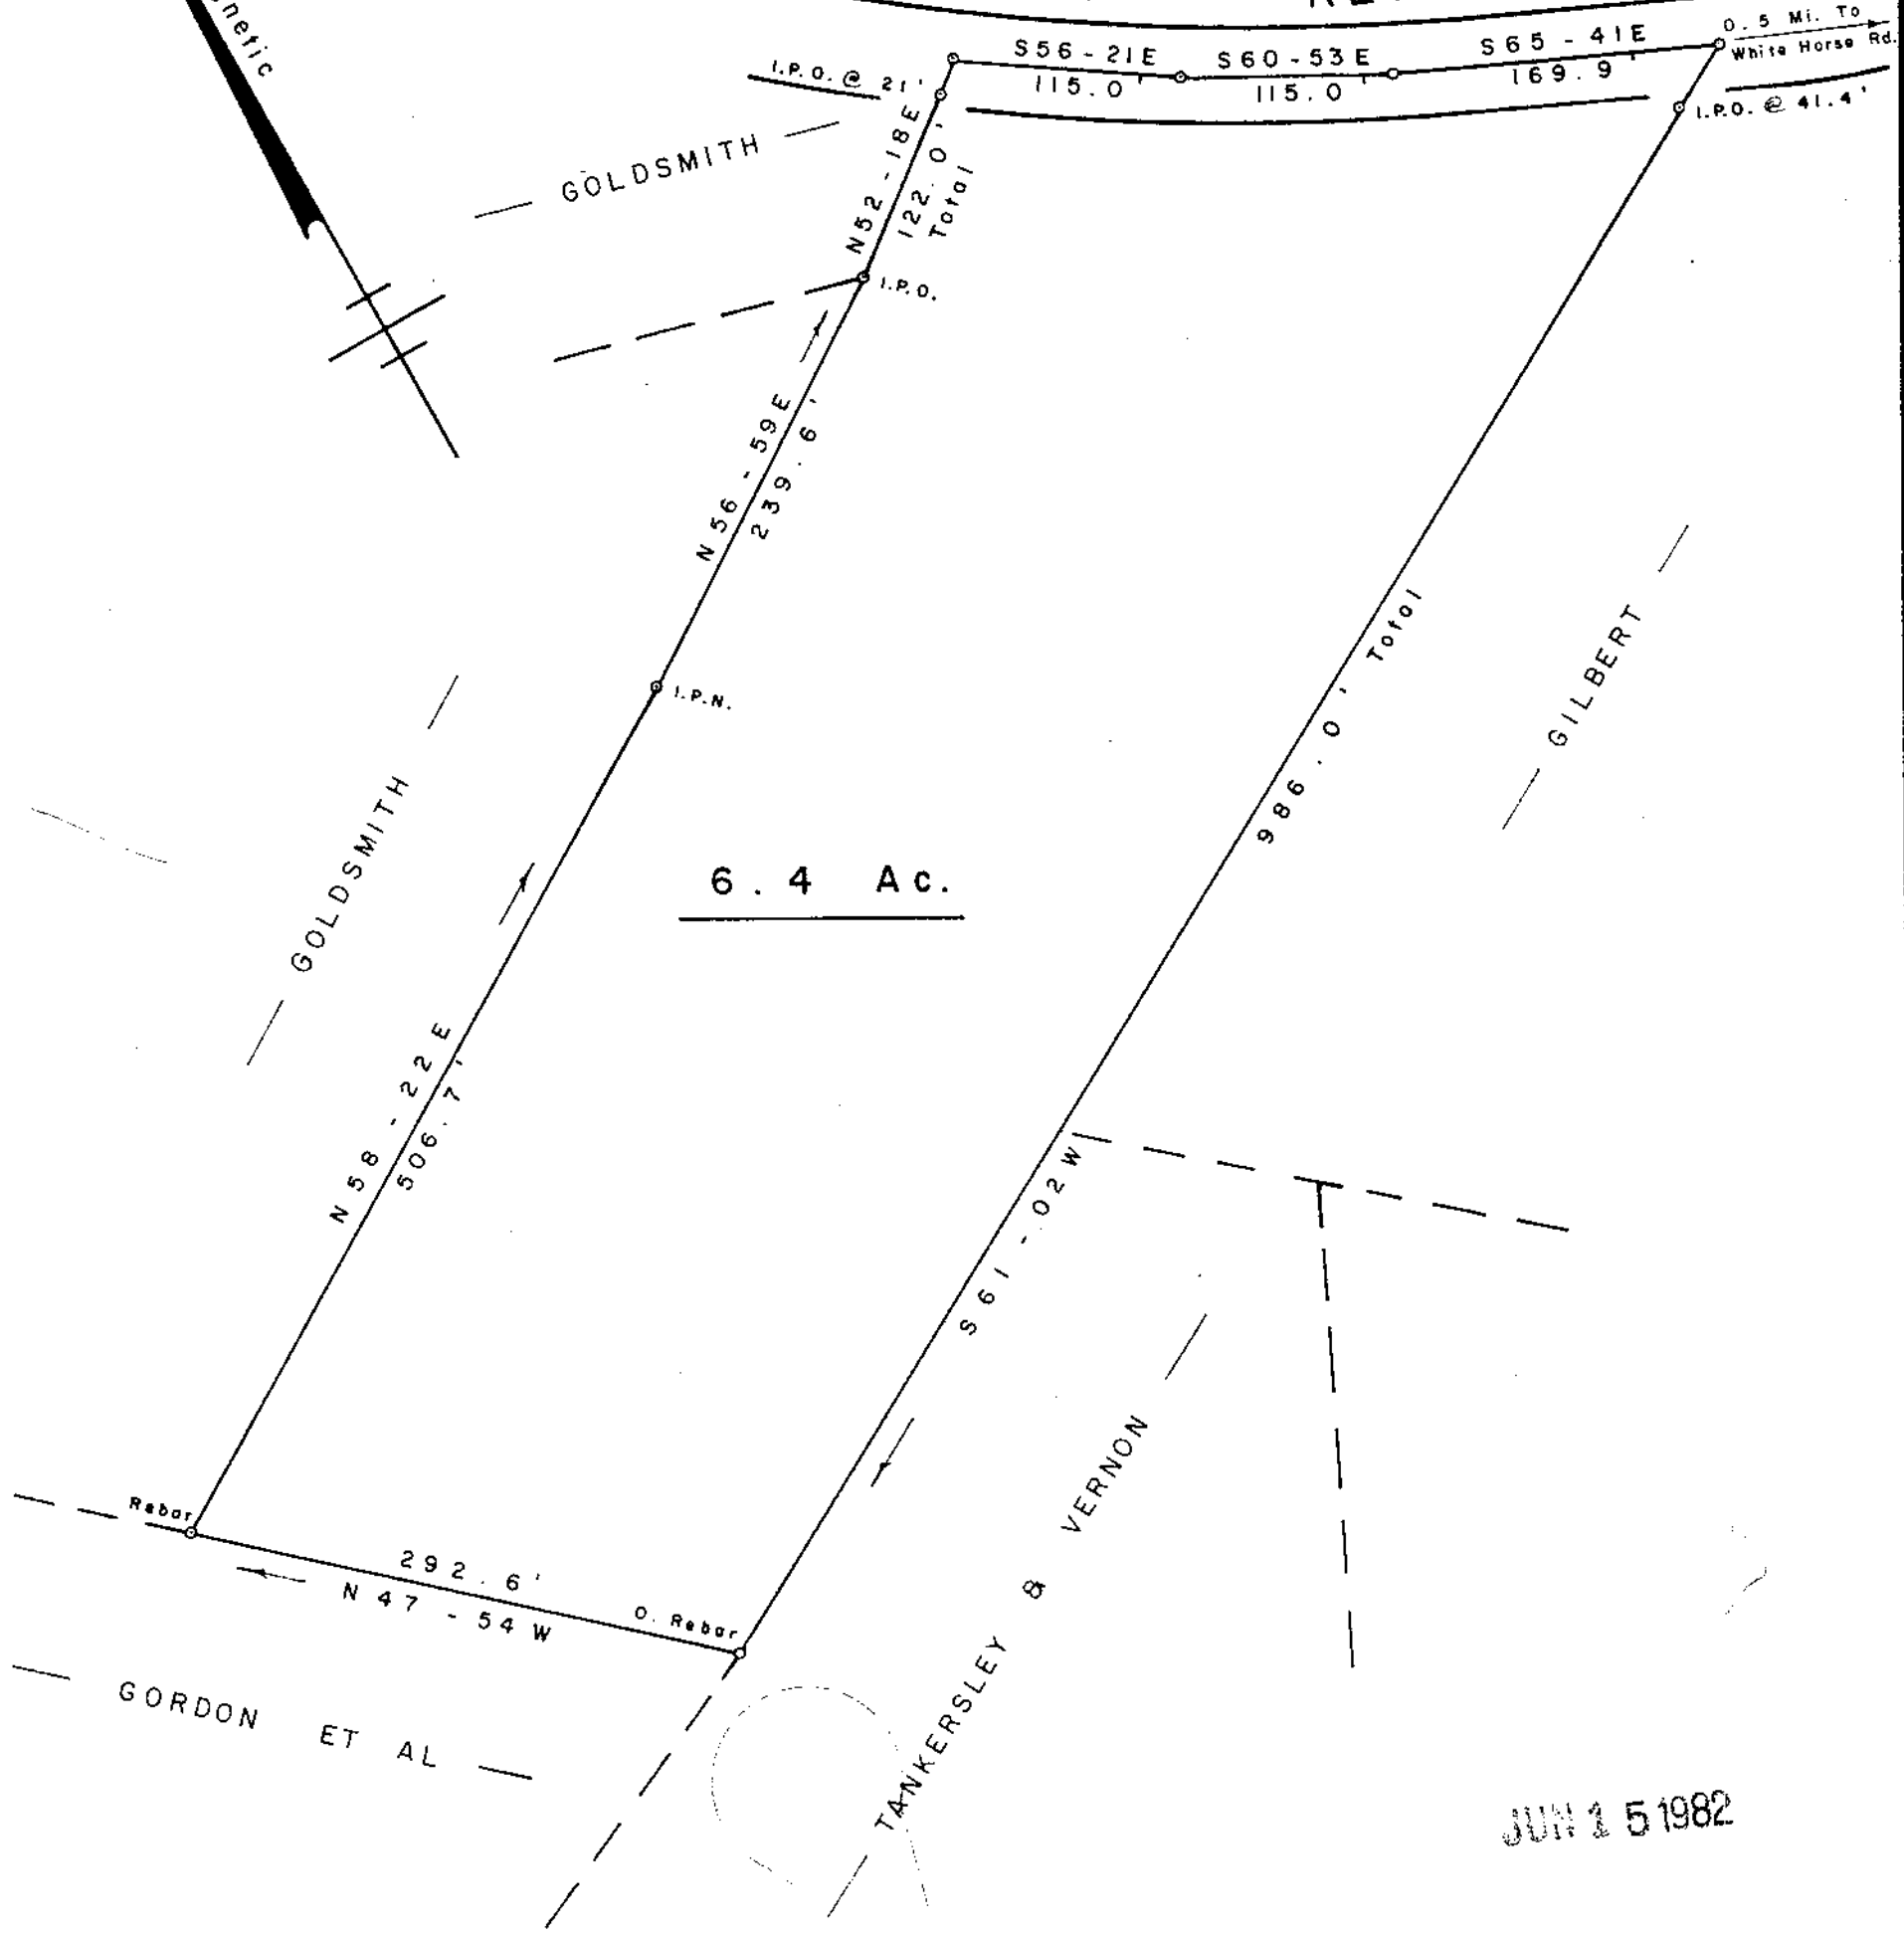 S56-21E
115.0'
S60-53E
115.0'
S65-41E
169.9'
0.5 Mi. To
White Horse Rd.
I.P.O. @ 21'
I.P.O. @ 41.4'
GOLDSMITH
N52-18E
122.0'
Total
I.P.O.
N56-59E
239.6'
I.P.N.
986.0' Total
S61-02W
GILBERT
GOLDSMITH
6.4 Ac.
N58-22E
506.7'
Rebar
292.6'
N47-54W
O. Rebar
GORDON ET AL
TANKERSLEY & VERNON
JUN 15 1982